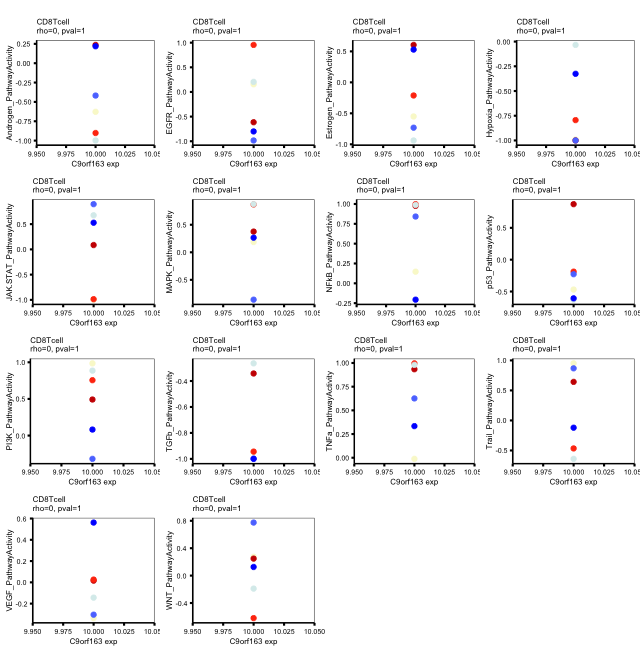 CD8Tcell
rho=0, pval=1
Androgen_PathwayActivity
0.25
0.00
-0.25
-0.50
-0.75
-1.00
9.950 9.975 10.000 10.025 10.05
C9orf163 exp
CD8Tcell
rho=0, pval=1
EGFR_PathwayActivity
1.0
0.5
0.0
-0.5
-1.0
9.950 9.975 10.000 10.025 10.05
C9orf163 exp
CD8Tcell
rho=0, pval=1
Estrogen_PathwayActivity
0.5
0.0
-0.5
-1.0
9.950 9.975 10.000 10.025 10.05
C9orf163 exp
CD8Tcell
rho=0, pval=1
Hypoxia_PathwayActivity
0.00
-0.25
-0.50
-0.75
-1.00
9.950 9.975 10.000 10.025 10.05
C9orf163 exp
CD8Tcell
rho=0, pval=1
JAK.STAT_PathwayActivity
0.5
0.0
-0.5
-1.0
9.950 9.975 10.000 10.025 10.05
C9orf163 exp
CD8Tcell
rho=0, pval=1
MAPK_PathwayActivity
0.5
0.0
-0.5
9.950 9.975 10.000 10.025 10.05
C9orf163 exp
CD8Tcell
rho=0, pval=1
NFkB_PathwayActivity
1.00
0.75
0.50
0.25
0.00
-0.25
9.950 9.975 10.000 10.025 10.05
C9orf163 exp
CD8Tcell
rho=0, pval=1
p53_PathwayActivity
0.5
0.0
-0.5
9.950 9.975 10.000 10.025 10.05
C9orf163 exp
CD8Tcell
rho=0, pval=1
PI3K_PathwayActivity
1.0
0.5
0.0
9.950 9.975 10.000 10.025 10.05
C9orf163 exp
CD8Tcell
rho=0, pval=1
TGFb_PathwayActivity
-0.4
-0.6
-0.8
-1.0
9.950 9.975 10.000 10.025 10.05
C9orf163 exp
CD8Tcell
rho=0, pval=1
TNFa_PathwayActivity
1.00
0.75
0.50
0.25
0.00
9.950 9.975 10.000 10.025 10.05
C9orf163 exp
CD8Tcell
rho=0, pval=1
Trail_PathwayActivity
1.0
0.5
0.0
-0.5
9.950 9.975 10.000 10.025 10.05
C9orf163 exp
CD8Tcell
rho=0, pval=1
VEGF_PathwayActivity
0.6
0.4
0.2
0.0
-0.2
9.950 9.975 10.000 10.025 10.05
C9orf163 exp
CD8Tcell
rho=0, pval=1
WNT_PathwayActivity
0.8
0.4
0.0
-0.4
9.950 9.975 10.000 10.025 10.050
C9orf163 exp